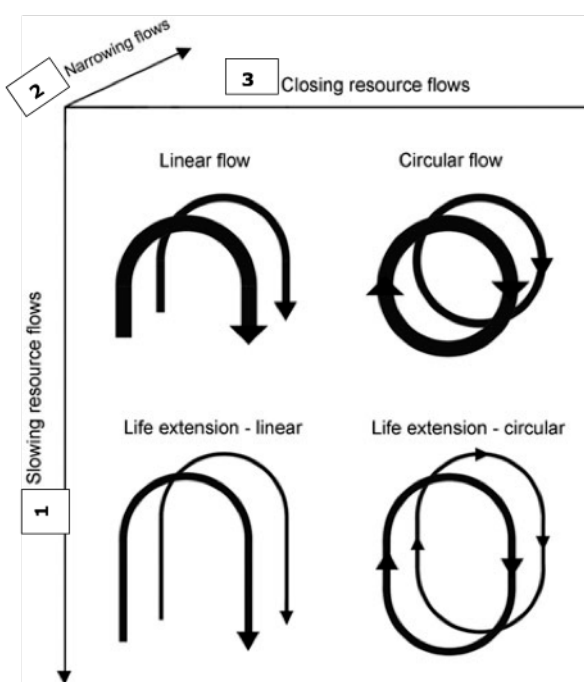 2 Narrowing flows
3 Closing resource flows
Linear flow
Circular flow
1 Slowing resource flows
Life extension - linear
Life extension - circular